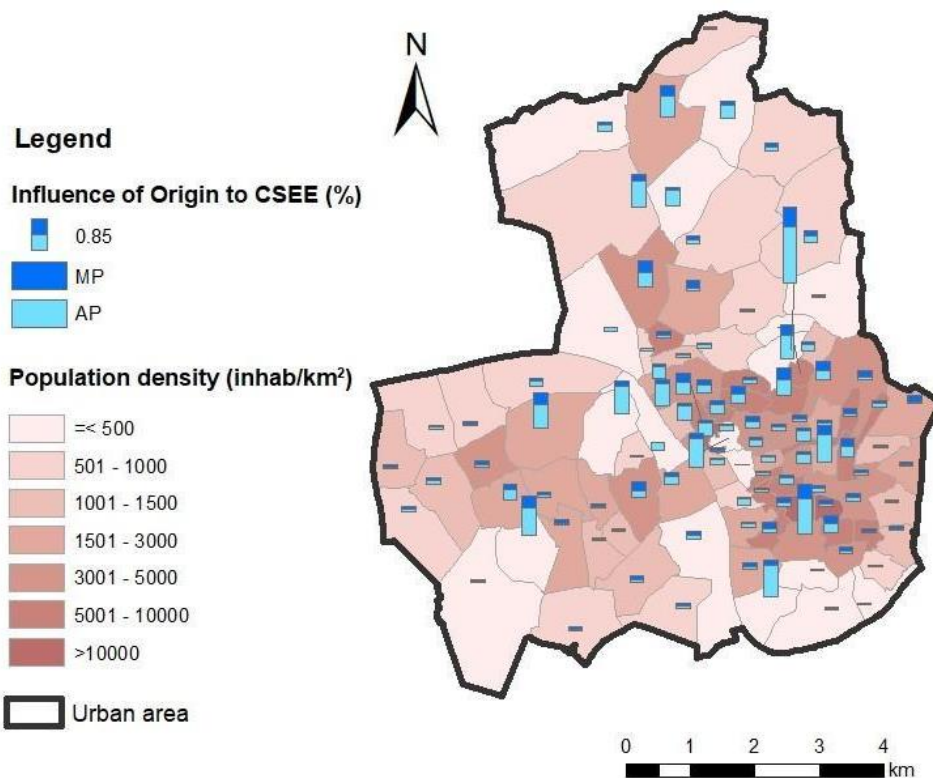 N
Legend
Influence of Origin to CSEE (%)
0.85
MP
AP
Population density (inhab/km²)
=< 500
501 - 1000
1001 - 1500
1501 - 3000
3001 - 5000
5001 - 10000
>10000
Urban area
0 1 2 3 4
km